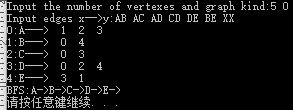 Input the number of vertexes and graph kind:5 0
Input edges x--->y:AB AC AD CD DE BE XX
0:A---> 1 2 3
1:B---> 0 4
2:C---> 0 3
3:D---> 0 2 4
4:E---> 3 1
BFS:A->B->C->D->E->
请按任意键继续. . .